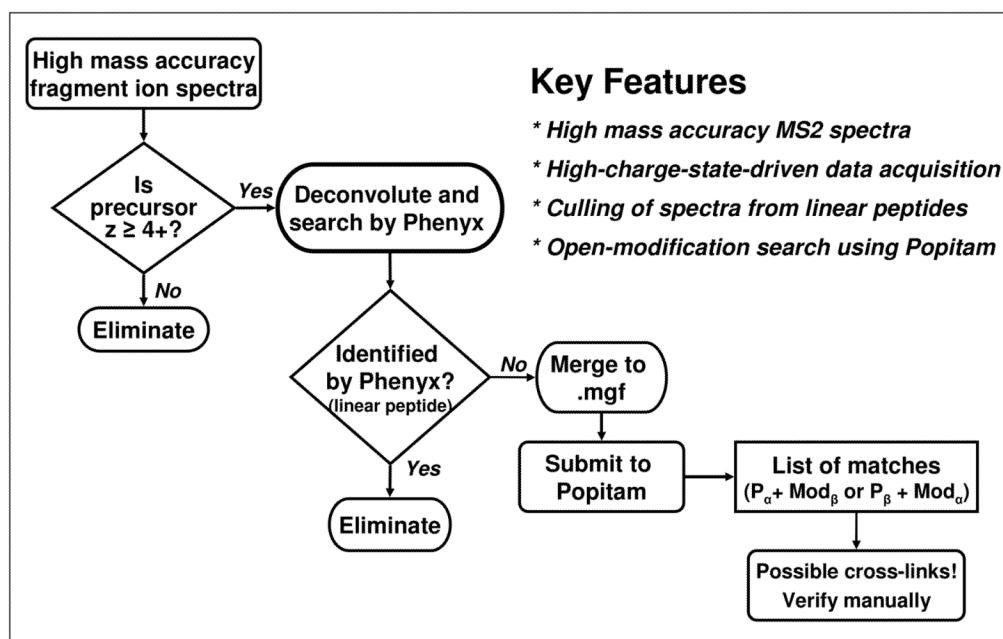 High mass accuracy
fragment ion spectra
Key Features
* High mass accuracy MS2 spectra
* High-charge-state-driven data acquisition
* Culling of spectra from linear peptides
* Open-modification search using Popitam
Is
precursor
z ≥ 4+?
Yes
Deconvolute and
search by Phenyx
No
Eliminate
Identified
by Phenyx?
(linear peptide)
No
Merge to
.mgf
Yes
Eliminate
Submit to
Popitam
List of matches
(Pα+ Modβ or Pβ + Modα)
Possible cross-links!
Verify manually